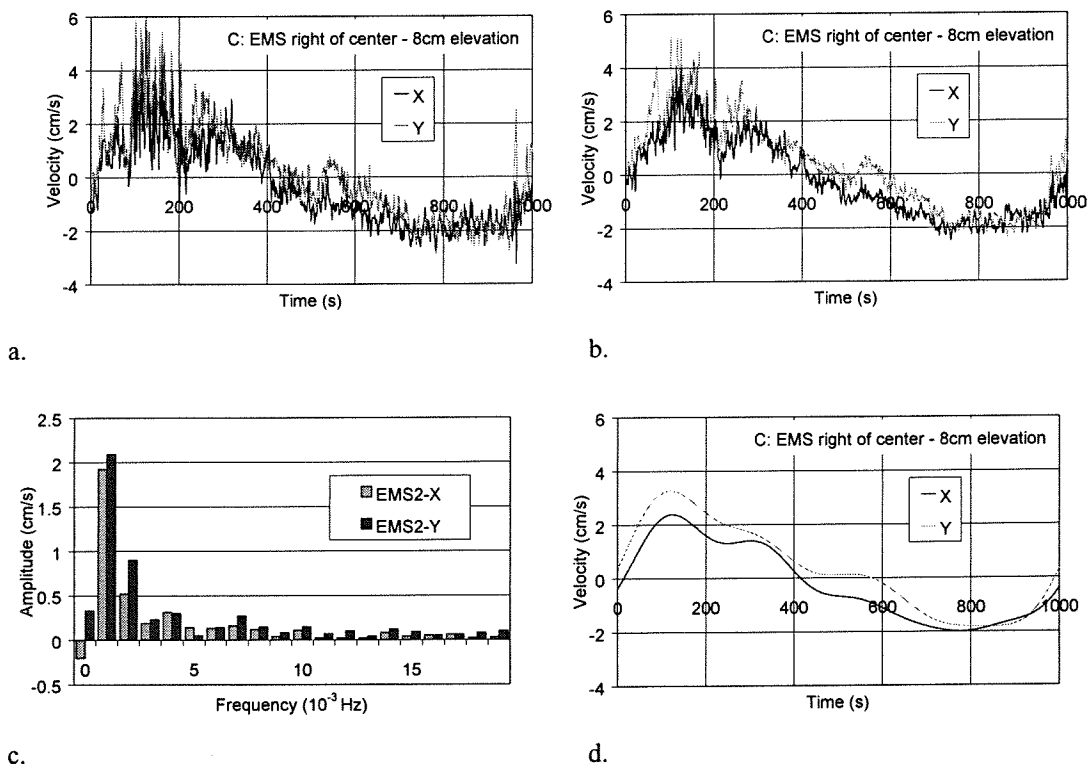 C: EMS right of center - 8cm elevation
X
Y
Velocity (cm/s)
6
4
2
0
-2
-4
0
200
400
600
800
1000
Time (s)
a.
C: EMS right of center - 8cm elevation
X
Y
Velocity (cm/s)
6
4
2
0
-2
-4
0
200
400
600
800
1000
Time (s)
b.
EMS2-X
EMS2-Y
Amplitude (cm/s)
2.5
2
1.5
1
0.5
0
-0.5
0
5
10
15
Frequency (10⁻³ Hz)
c.
C: EMS right of center - 8cm elevation
X
Y
Velocity (cm/s)
6
4
2
0
-2
-4
0
200
400
600
800
1000
Time (s)
d.